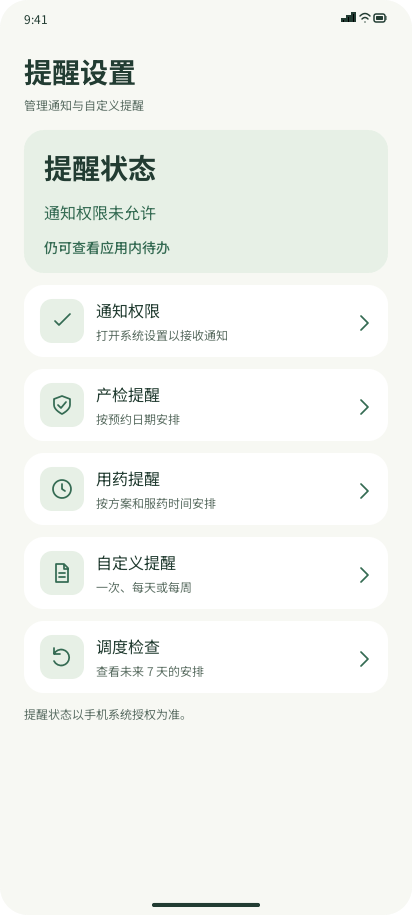 9:41
提醒设置
管理通知与自定义提醒
提醒状态
通知权限未允许
仍可查看应用内待办
通知权限
打开系统设置以接收通知
产检提醒
按预约日期安排
用药提醒
按方案和服药时间安排
自定义提醒
一次、每天或每周
调度检查
查看未来 7 天的安排
提醒状态以手机系统授权为准。